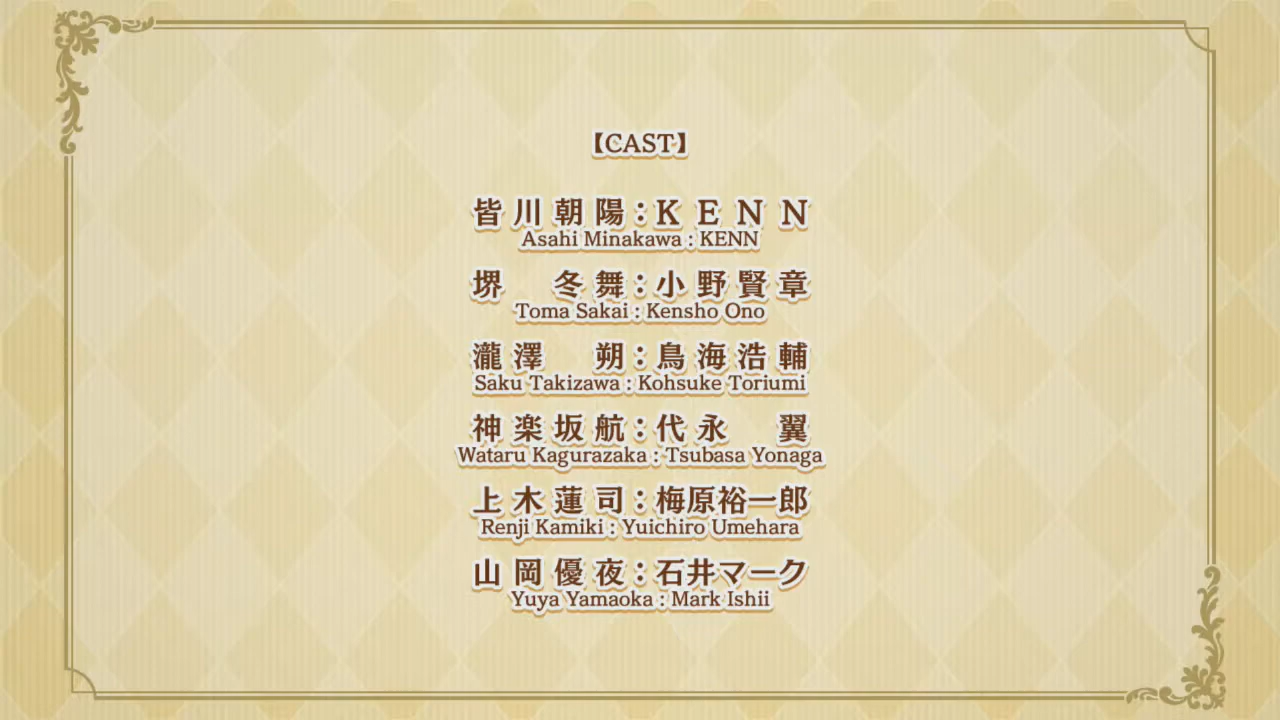 【CAST】
皆川朝陽：KENN
Asahi Minakawa : KENN
堺　冬舞：小野賢章
Toma Sakai : Kensho Ono
瀧澤　朔：鳥海浩輔
Saku Takizawa : Kohsuke Toriumi
神楽坂航：代永　翼
Wataru Kagurazaka : Tsubasa Yonaga
上木蓮司：梅原裕一郎
Renji Kamiki : Yuichiro Umehara
山岡優夜：石井マーク
Yuya Yamaoka : Mark Ishii